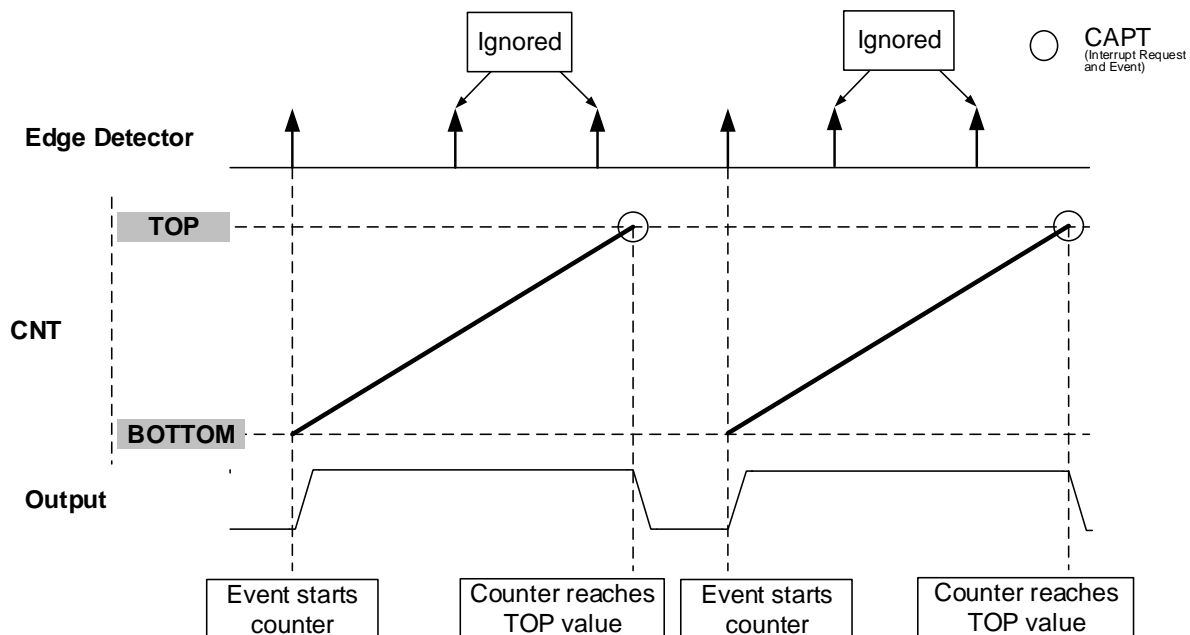 Ignored
Ignored
CAPT
(Interrupt Request
and Event)
Edge Detector
TOP
CNT
BOTTOM
Output
Event starts
counter
Counter reaches
TOP value
Event starts
counter
Counter reaches
TOP value